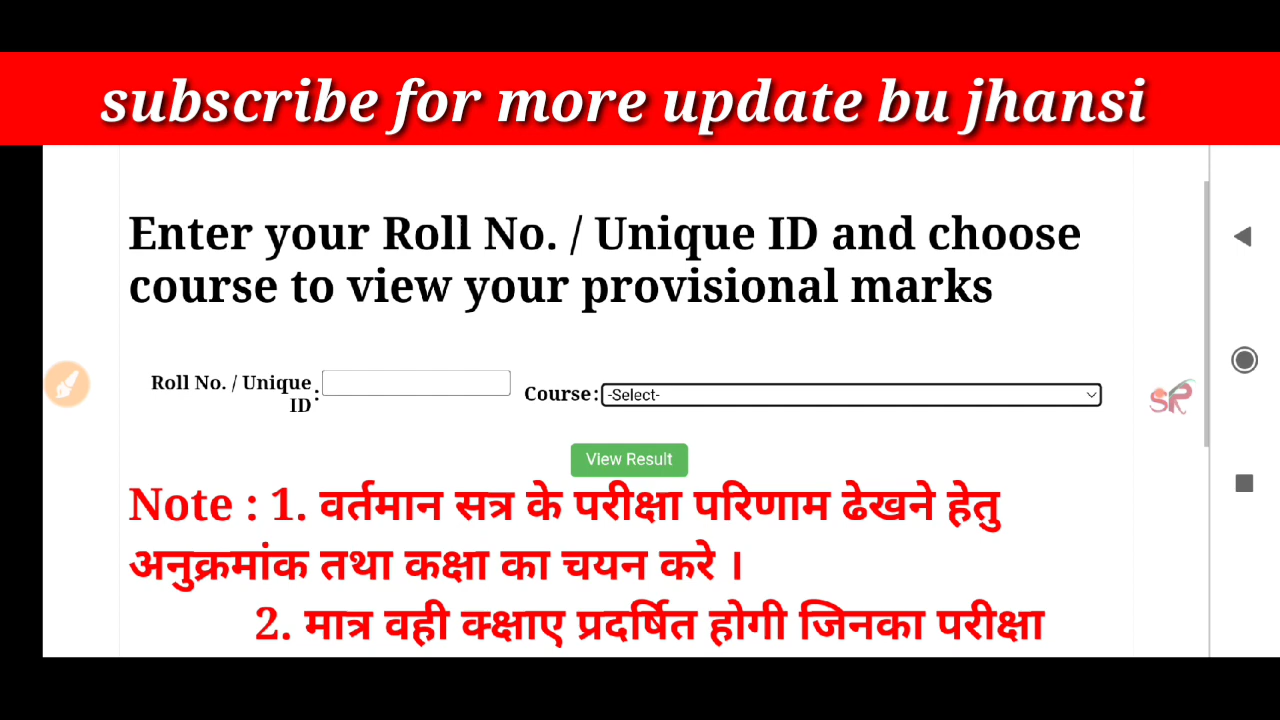 subscribe for more update bu jhansi
Enter your Roll No. / Unique ID and choose
course to view your provisional marks
Roll No. / Unique
ID :
Course: -Select-
View Result
Note : 1. वर्तमान सत्र के परीक्षा परिणाम ढेखने हेतु
अनुक्रमांक तथा कक्षा का चयन करे ।
2. मात्र वही क्क्षाए प्रदर्षित होगी जिनका परीक्षा
SR